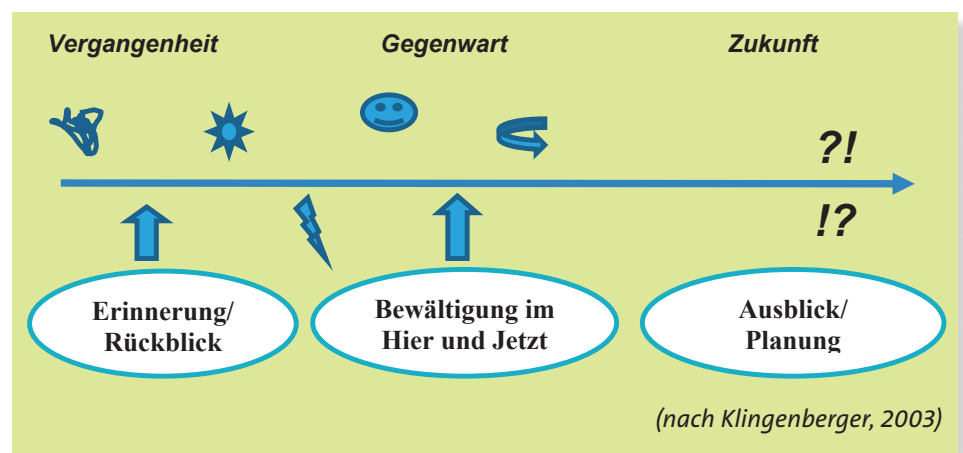 Vergangenheit Gegenwart Zukunft
?!
!?
Erinnerung/
Rückblick
Bewältigung im
Hier und Jetzt
Ausblick/
Planung
(nach Klingenberger, 2003)